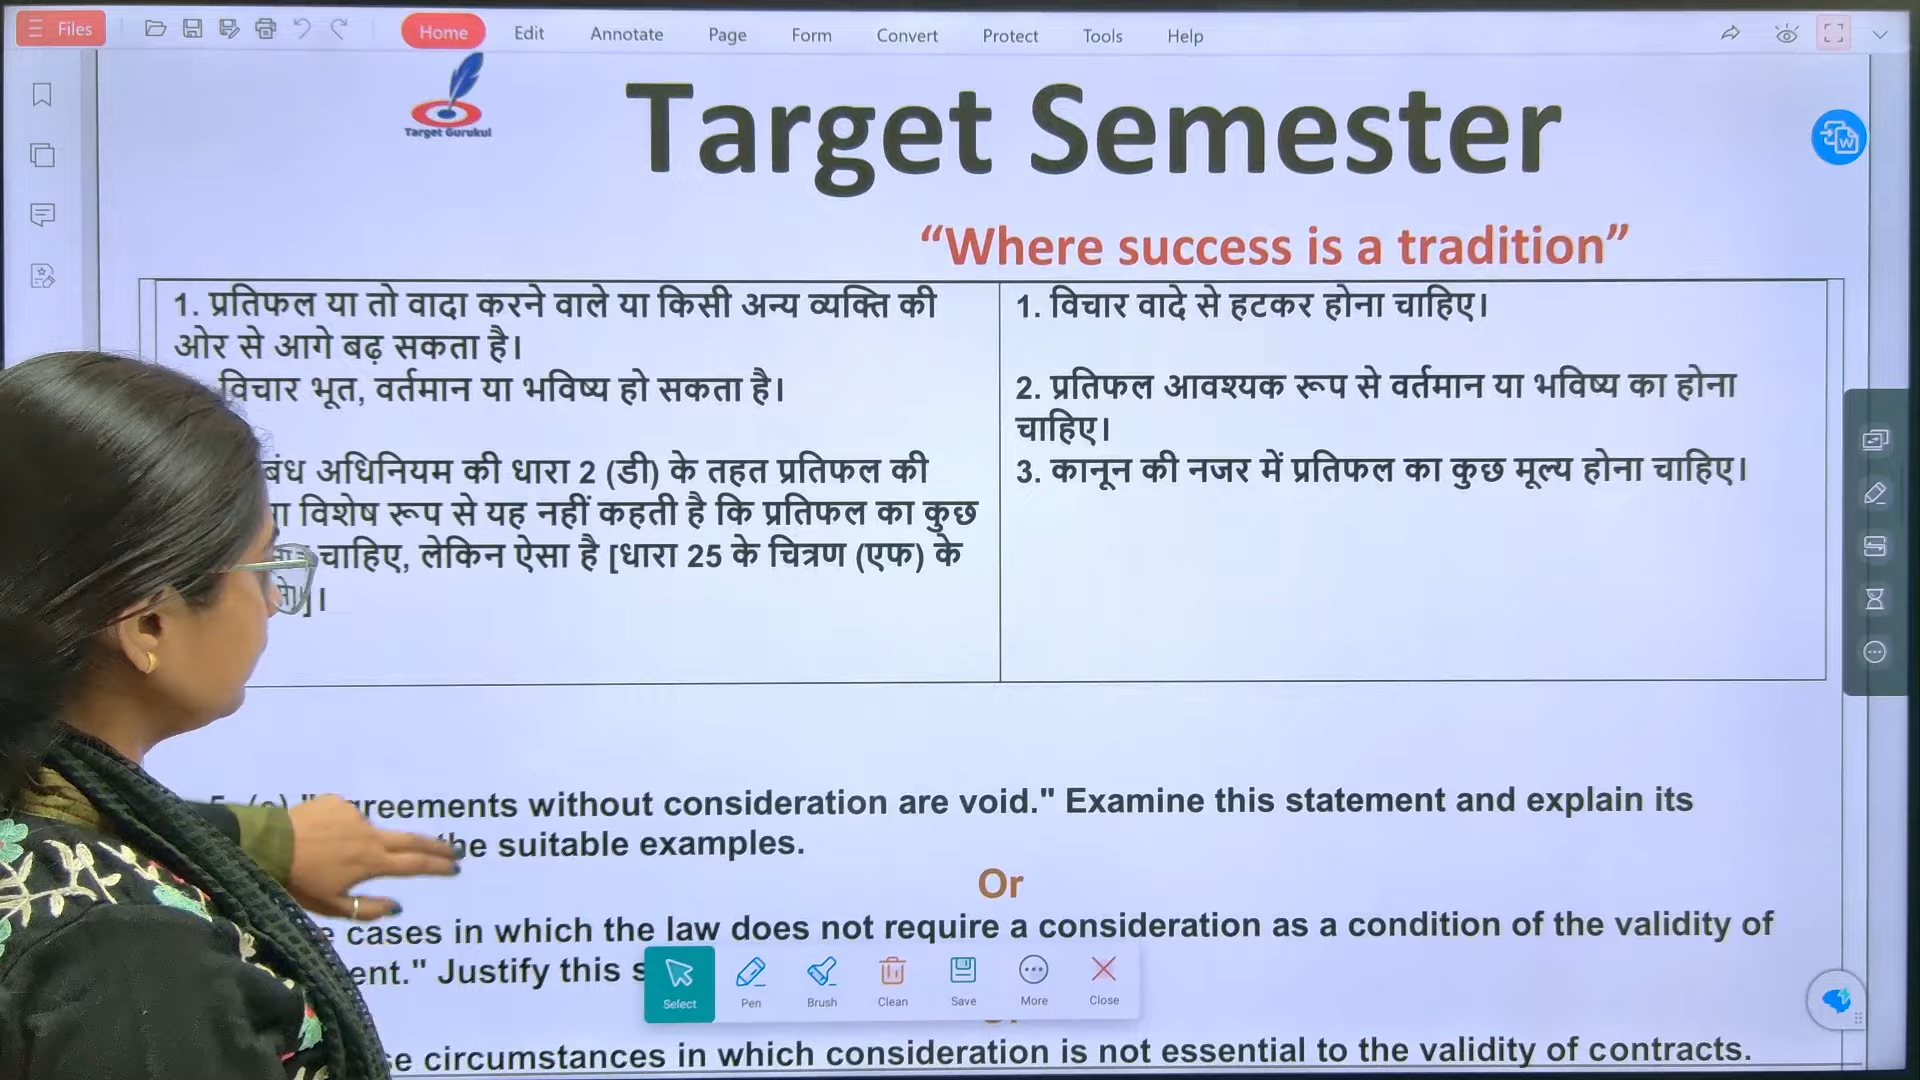 Files
Home Edit Annotate Page Form Convert Protect Tools Help
Target Gurukul
Target Semester
“Where success is a tradition”
1. प्रतिफल या तो वादा करने वाले या किसी अन्य व्यक्ति की
ओर से आगे बढ़ सकता है।
विचार भूत, वर्तमान या भविष्य हो सकता है।
बंध अधिनियम की धारा 2 (डी) के तहत प्रतिफल की
विशेष रूप से यह नहीं कहती है कि प्रतिफल का कुछ
चाहिए, लेकिन ऐसा है [धारा 25 के चित्रण (एफ) के
]।
1. विचार वादे से हटकर होना चाहिए।
2. प्रतिफल आवश्यक रूप से वर्तमान या भविष्य का होना
चाहिए।
3. कानून की नजर में प्रतिफल का कुछ मूल्य होना चाहिए।
greements without consideration are void." Examine this statement and explain its
the suitable examples.
Or
cases in which the law does not require a consideration as a condition of the validity of
ent." Justify this s
Select Pen Brush Clean Save More Close
se circumstances in which consideration is not essential to the validity of contracts.